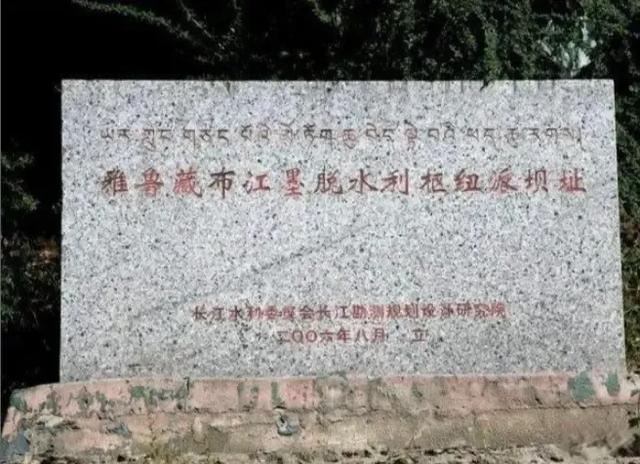 ཡར་ཀླུང་གཙང་པོའི་མེ་ཏོག་ཆུ་
雅鲁藏布江墨脱水利枢纽派坝址
长江水利委员会长江勘测规划设计研究院
二〇〇六年八月 立